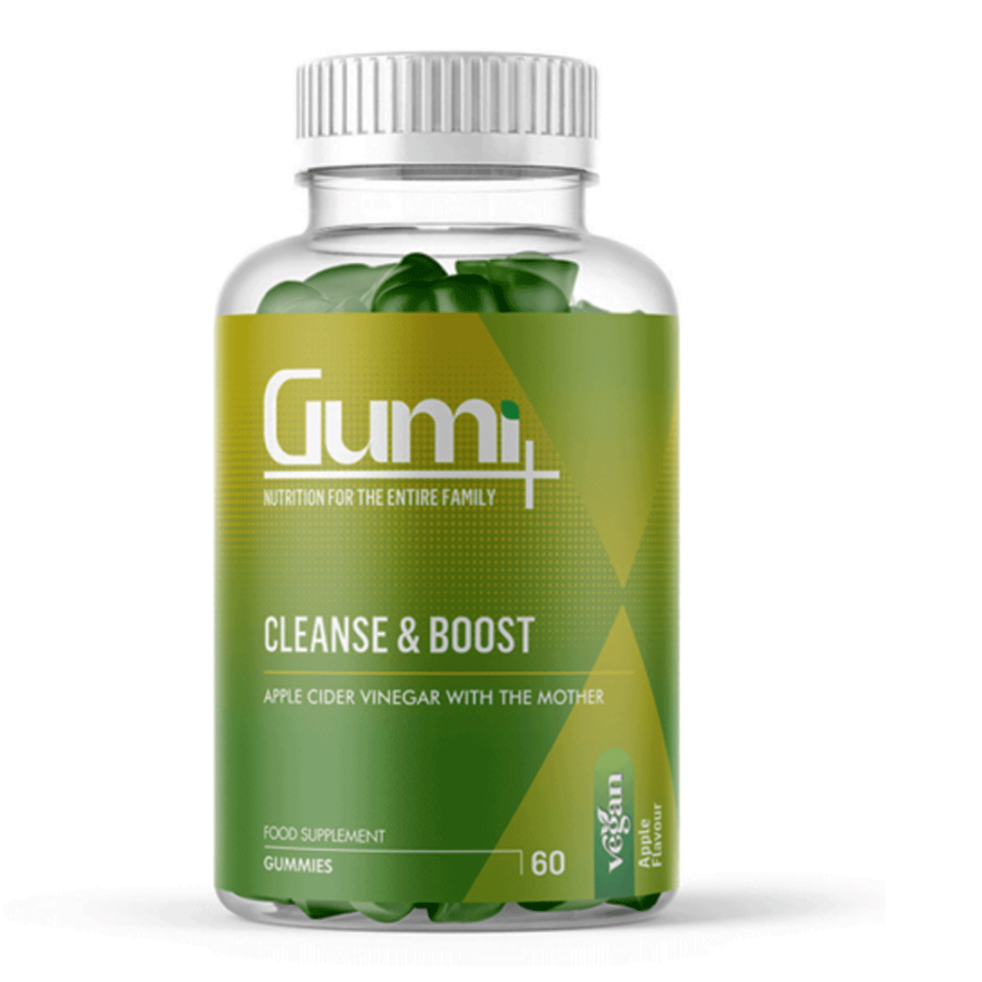 Gumi+
NUTRITION FOR THE ENTIRE FAMILY
CLEANSE & BOOST
APPLE CIDER VINEGAR WITH THE MOTHER
FOOD SUPPLEMENT
GUMMIES
60
vegan
Apple
Flavour